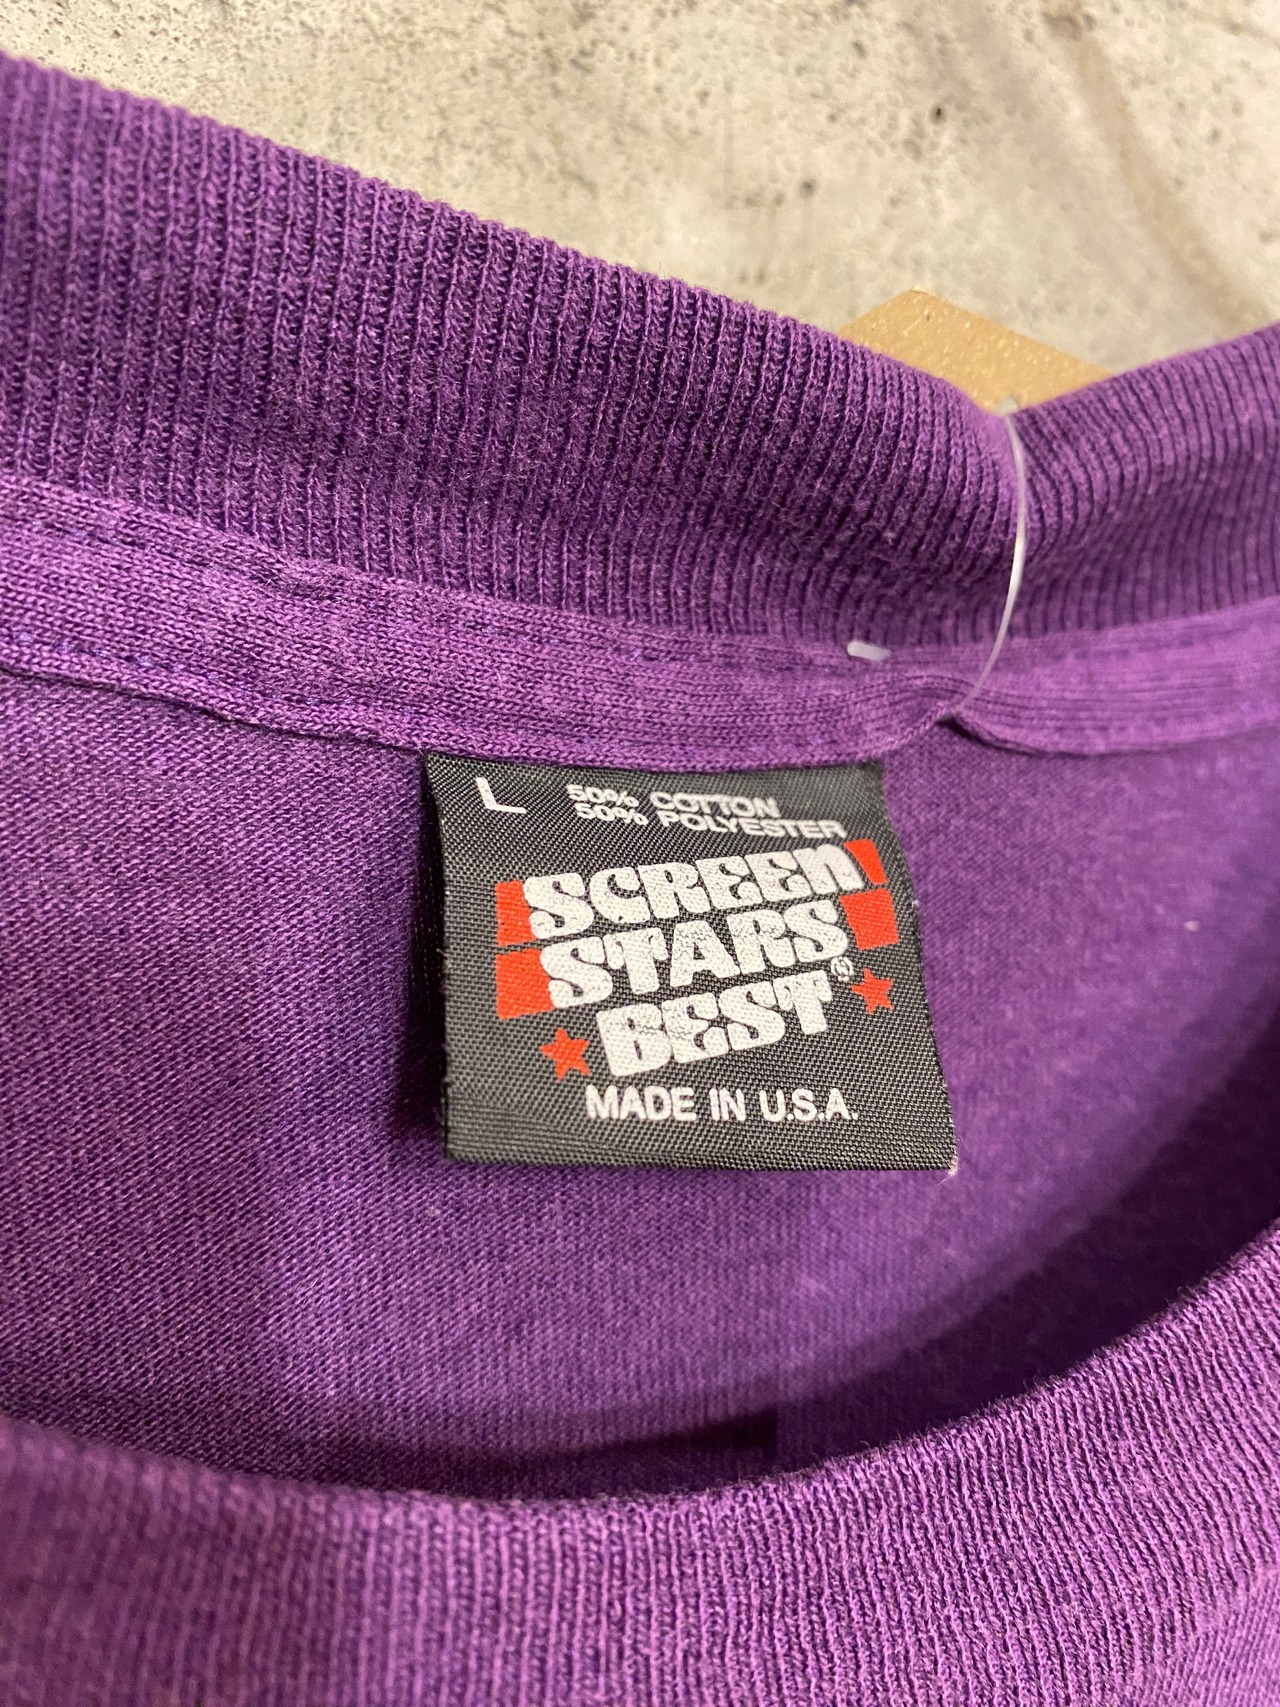 L
50% COTTON
50% POLYESTER
SCREEN
STARS
BEST®
MADE IN U.S.A.